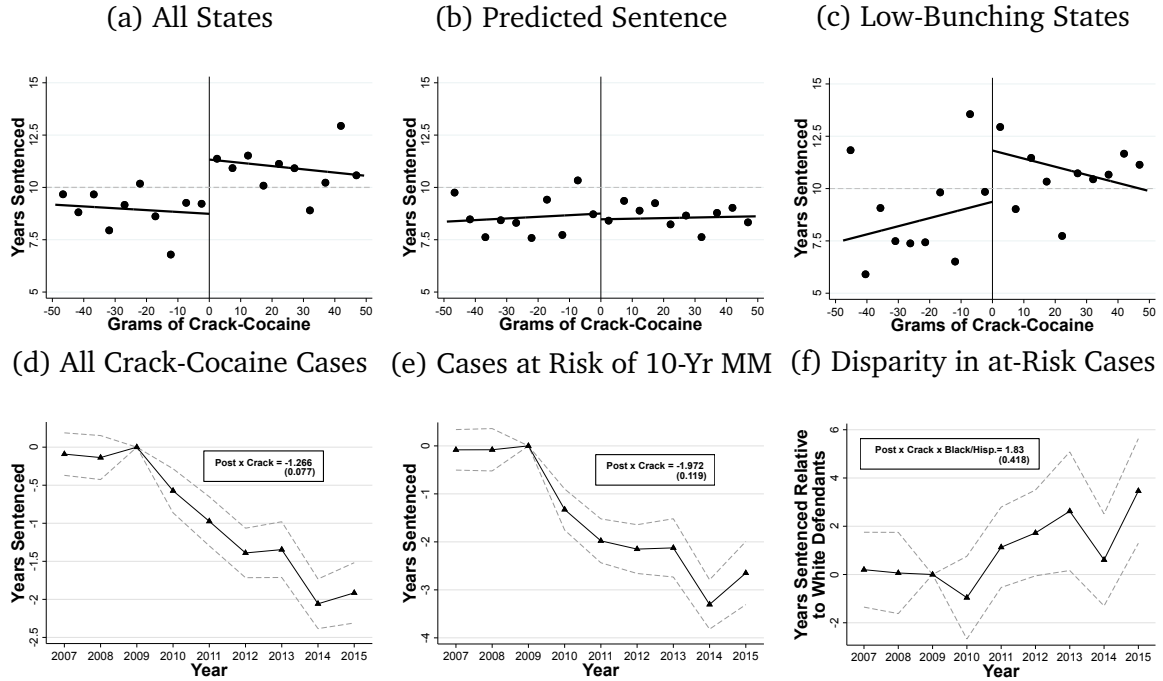 (a) All States
(b) Predicted Sentence
(c) Low-Bunching States
Years Sentenced
15
12.5
10
7.5
5
-50 -40 -30 -20 -10 0 10 20 30 40 50
Grams of Crack-Cocaine
Years Sentenced
15
12.5
10
7.5
5
-50 -40 -30 -20 -10 0 10 20 30 40 50
Grams of Crack-Cocaine
Years Sentenced
15
12.5
10
7.5
5
-50 -40 -30 -20 -10 0 10 20 30 40 50
Grams of Crack-Cocaine
(d) All Crack-Cocaine Cases
(e) Cases at Risk of 10-Yr MM
(f) Disparity in at-Risk Cases
Years Sentenced
0
-.5
-1
-1.5
-2
-2.5
Post x Crack = -1.266
(0.077)
2007 2008 2009 2010 2011 2012 2013 2014 2015
Year
Years Sentenced
0
-1
-2
-3
-4
Post x Crack = -1.972
(0.119)
2007 2008 2009 2010 2011 2012 2013 2014 2015
Year
Years Sentenced Relative
to White Defendants
6
4
2
0
-2
Post x Crack x Black/Hisp.= 1.83
(0.418)
2007 2008 2009 2010 2011 2012 2013 2014 2015
Year